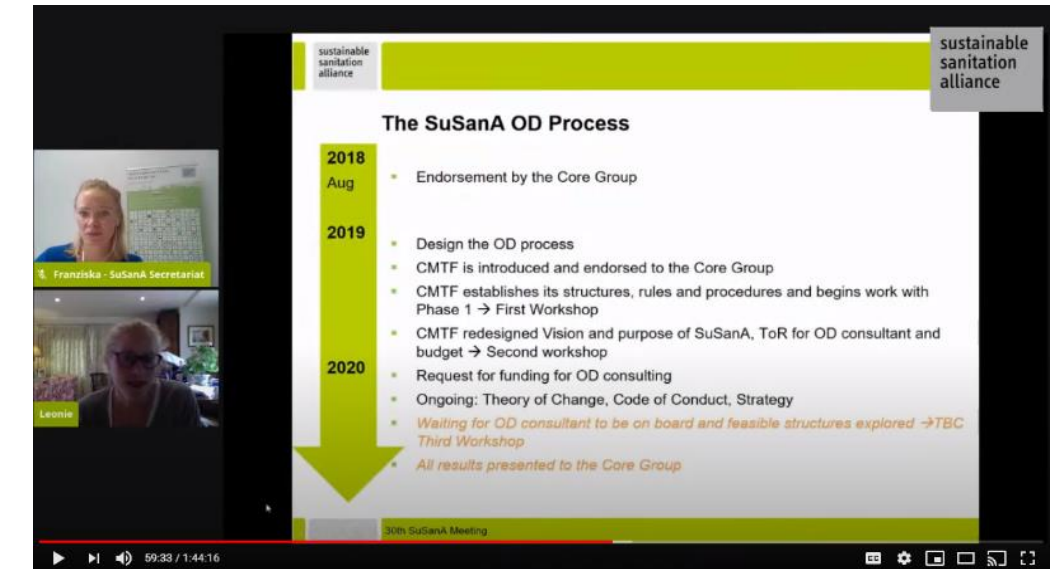 sustainable
sanitation
alliance
sustainable
sanitation
alliance
The SuSanA OD Process
2018
Aug
• Endorsement by the Core Group
2019
• Design the OD process
• CMTF is introduced and endorsed to the Core Group
• CMTF establishes its structures, rules and procedures and begins work with
Phase 1 → First Workshop
• CMTF redesigned Vision and purpose of SuSanA, ToR for OD consultant and
budget → Second workshop
2020
• Request for funding for OD consulting
• Ongoing: Theory of Change, Code of Conduct, Strategy
• Waiting for OD consultant to be on board and feasible structures explored →TBC
Third Workshop
• All results presented to the Core Group
30th SuSanA Meeting
Franziska - SuSanA Secretariat
Leonie
59:33 / 1:44:16
CC